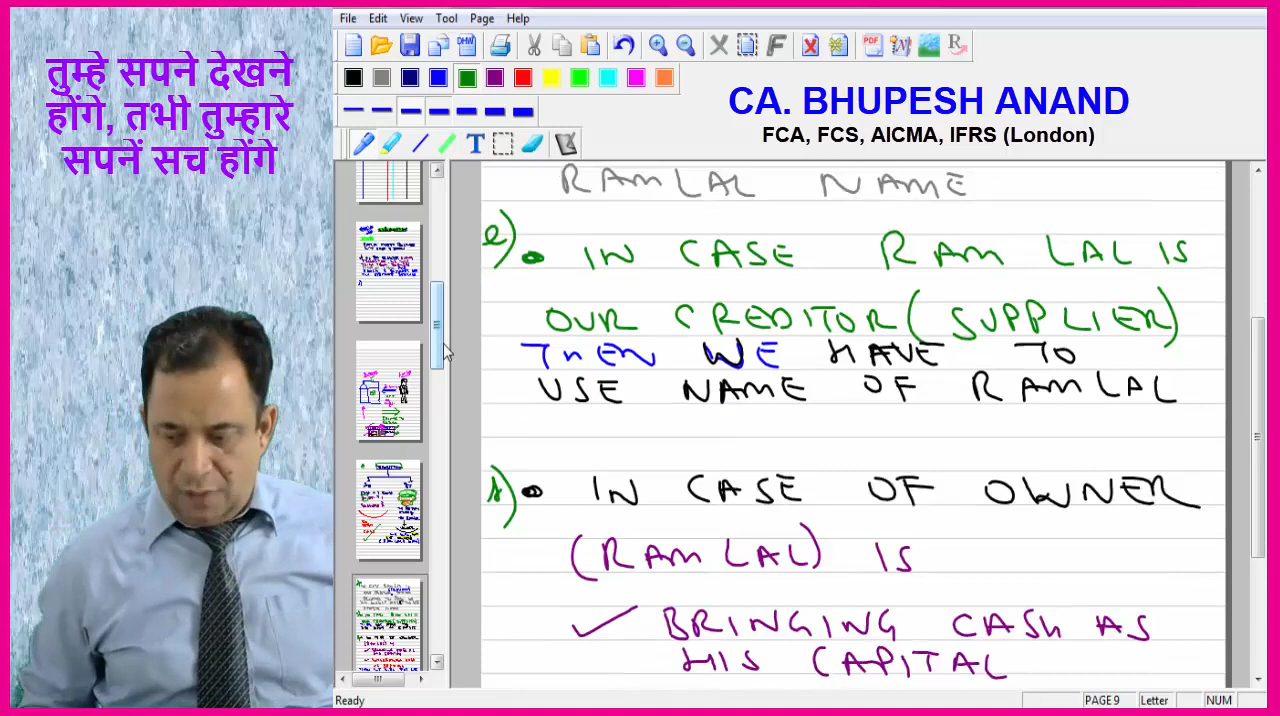 तुम्हे सपने देखने
होंगे, तभी तुम्हारे
सपनें सच होंगे
File Edit View Tool Page Help
CA. BHUPESH ANAND
FCA, FCS, AICMA, IFRS (London)
RAMLAL NAME
e) • IN CASE RAM LAL IS
OUR CREDITOR (SUPPLIER)
THEN WE HAVE TO
USE NAME OF RAMLAL
• IN CASE OF OWNER
(RAMLAL) IS
✓ BRINGING CASH AS
HIS CAPITAL
Ready PAGE 9 Letter NUM